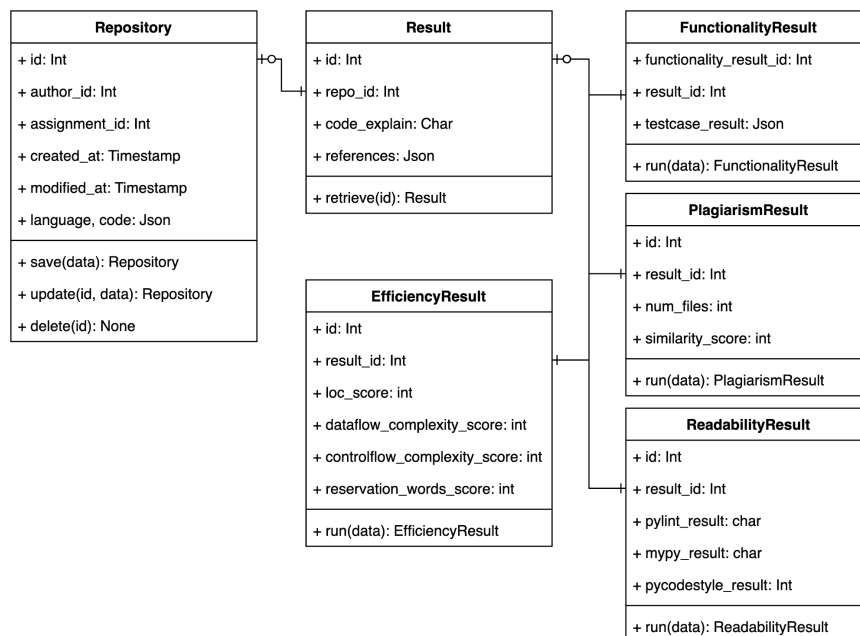 Repository
+ id: Int
+ author_id: Int
+ assignment_id: Int
+ created_at: Timestamp
+ modified_at: Timestamp
+ language, code: Json
+ save(data): Repository
+ update(id, data): Repository
+ delete(id): None
Result
+ id: Int
+ repo_id: Int
+ code_explain: Char
+ references: Json
+ retrieve(id): Result
EfficiencyResult
+ id: Int
+ result_id: Int
+ loc_score: int
+ dataflow_complexity_score: int
+ controlflow_complexity_score: int
+ reservation_words_score: int
+ run(data): EfficiencyResult
FunctionalityResult
+ functionality_result_id: Int
+ result_id: Int
+ testcase_result: Json
+ run(data): FunctionalityResult
PlagiarismResult
+ id: Int
+ result_id: Int
+ num_files: int
+ similarity_score: int
+ run(data): PlagiarismResult
ReadabilityResult
+ id: Int
+ result_id: Int
+ pylint_result: char
+ mypy_result: char
+ pycodestyle_result: Int
+ run(data): ReadabilityResult